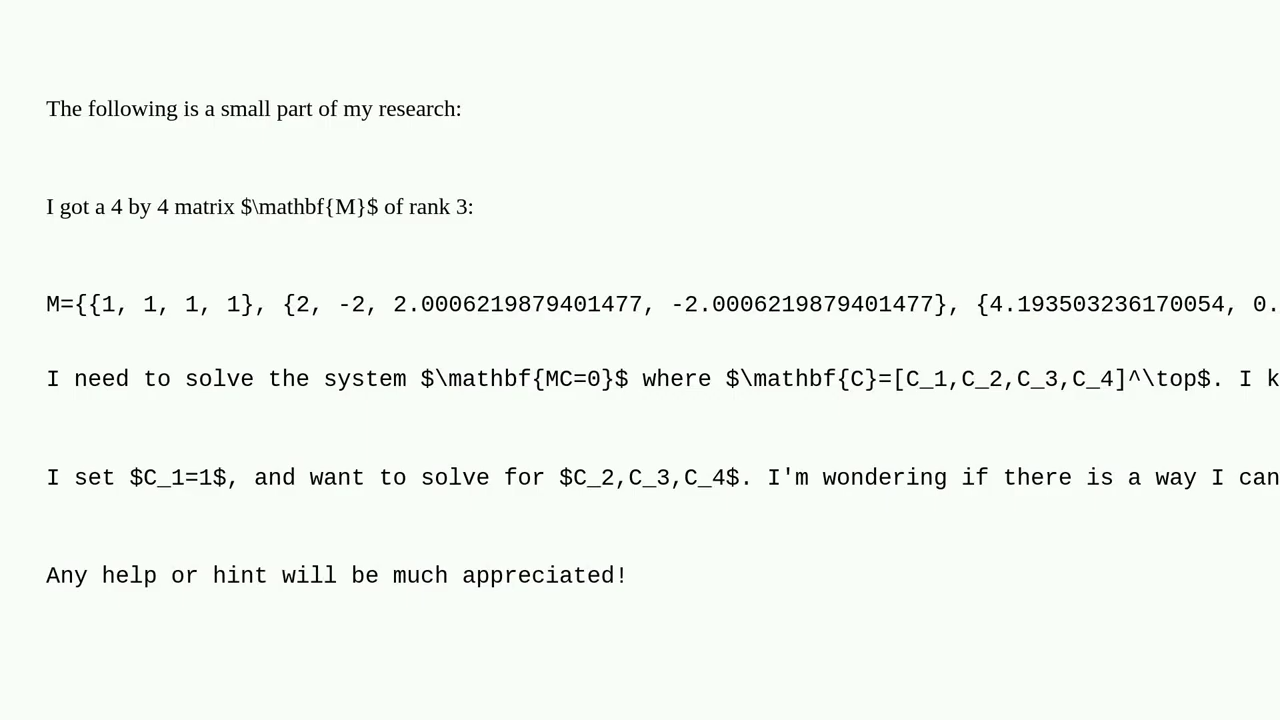 The following is a small part of my research:
I got a 4 by 4 matrix $\mathbf{M}$ of rank 3:
M={{1, 1, 1, 1}, {2, -2, 2.0006219879401477, -2.0006219879401477}, {4.193503236170054, 0.
I need to solve the system $\mathbf{MC=0}$ where $\mathbf{C}=[C_1,C_2,C_3,C_4]^\top$. I k
I set $C_1=1$, and want to solve for $C_2,C_3,C_4$. I'm wondering if there is a way I can
Any help or hint will be much appreciated!